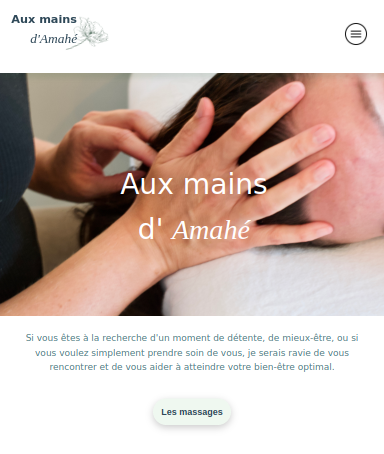 Aux mains
d'Amahé
Aux mains
d' Amahé
Si vous êtes à la recherche d'un moment de détente, de mieux-être, ou si
vous voulez simplement prendre soin de vous, je serais ravie de vous
rencontrer et de vous aider à atteindre votre bien-être optimal.
Les massages